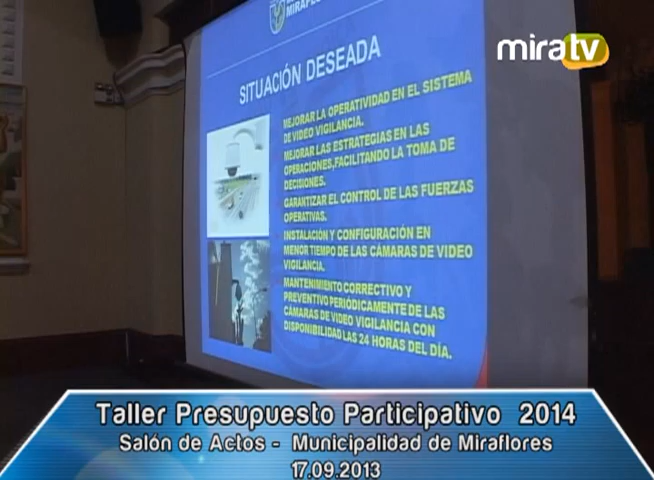 MIRAFL
miratv
SITUACIÓN DESEADA
MEJORAR LA OPERATIVIDAD EN EL SISTEMA
DE VIDEO VIGILANCIA.
MEJORAR LAS ESTRATEGIAS EN LAS
OPERACIONES,FACILITANDO LA TOMA DE
DECISIONES.
GARANTIZAR EL CONTROL DE LAS FUERZAS
OPERATIVAS.
INSTALACIÓN Y CONFIGURACIÓN EN
MENOR TIEMPO DE LAS CÁMARAS DE VIDEO
VIGILANCIA.
MANTENIMIENTO CORRECTIVO Y
PREVENTIVO PERIÓDICAMENTE DE LAS
CÁMARAS DE VIDEO VIGILANCIA CON
DISPONIBILIDAD LAS 24 HORAS DEL DÍA.
Taller Presupuesto Participativo 2014
Salón de Actos - Municipalidad de Miraflores
17.09.2013